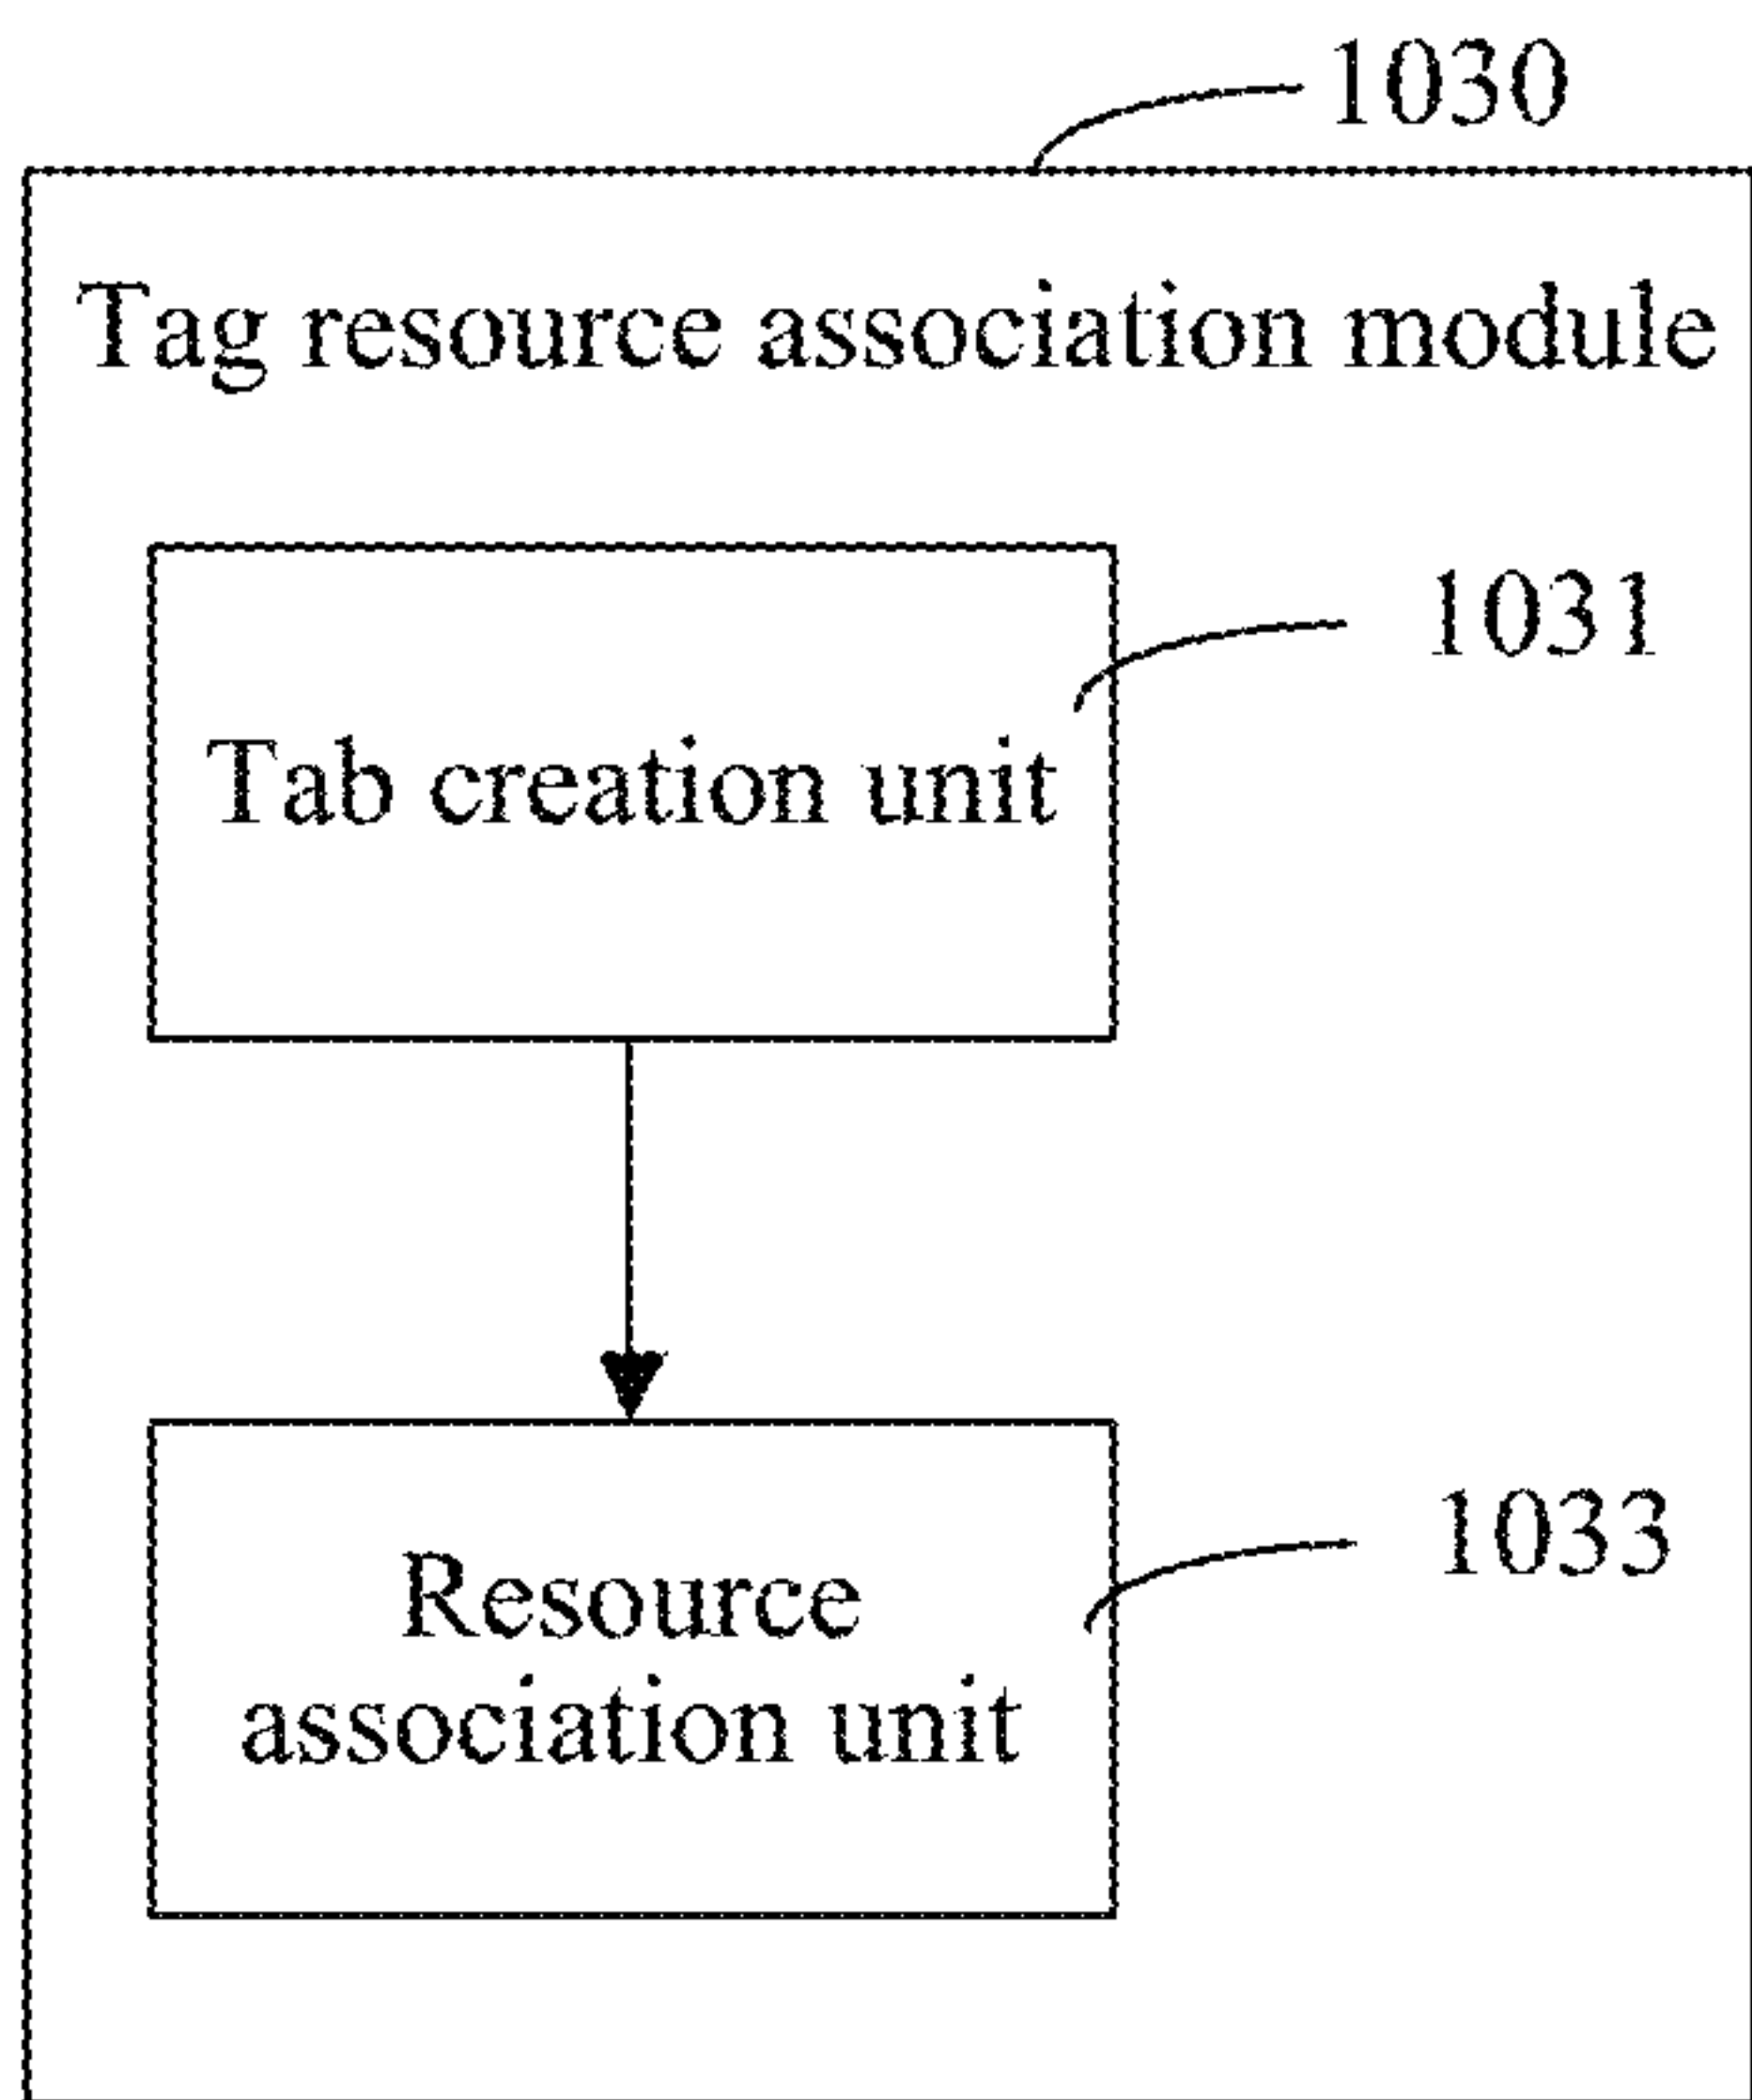 1030
Tag resource association module
1031
Tab creation unit
1033
Resource
association unit